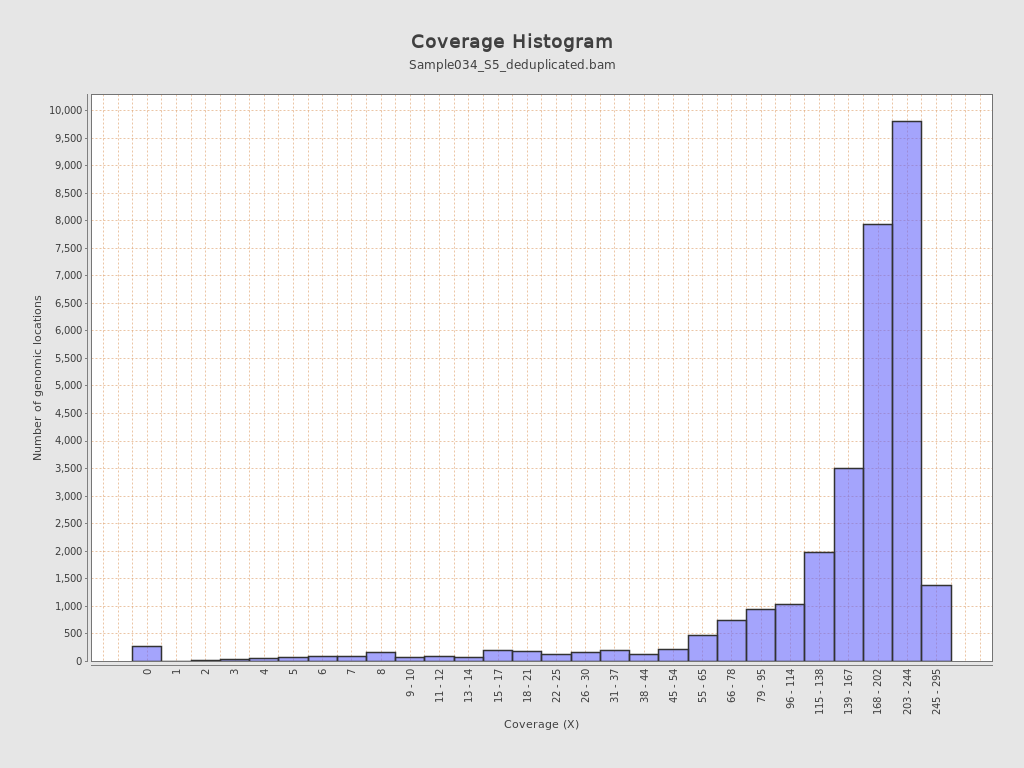 Coverage Histogram
Sample034_S5_deduplicated.bam
Number of genomic locations
10,000
9,500
9,000
8,500
8,000
7,500
7,000
6,500
6,000
5,500
5,000
4,500
4,000
3,500
3,000
2,500
2,000
1,500
1,000
500
0
0
1
2
3
4
5
6
7
8
9 - 10
11 - 12
13 - 14
15 - 17
18 - 21
22 - 25
26 - 30
31 - 37
38 - 44
45 - 54
55 - 65
66 - 78
79 - 95
96 - 114
115 - 138
139 - 167
168 - 202
203 - 244
245 - 295
Coverage (X)